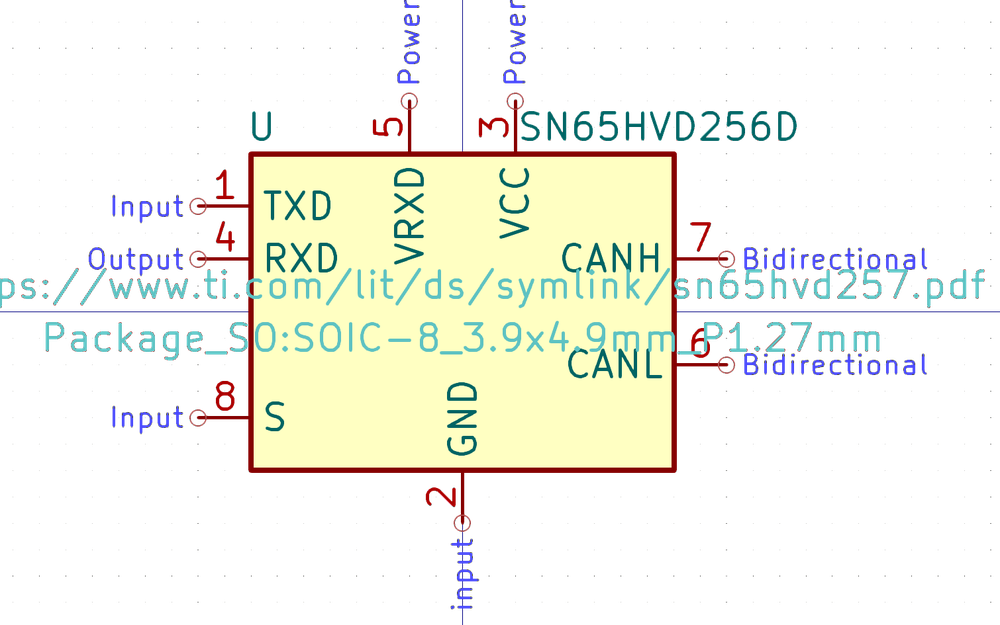 Power
Power
U
5
3
SN65HVD256D
1
Input
TXD
VRXD
VCC
4
Output
RXD
CANH
7
Bidirectional
ps://www.ti.com/lit/ds/symlink/sn65hvd257.pdf
Package_SO:SOIC-8_3.9x4.9mm_P1.27mm
CANL
6
Bidirectional
8
Input
S
GND
2
input